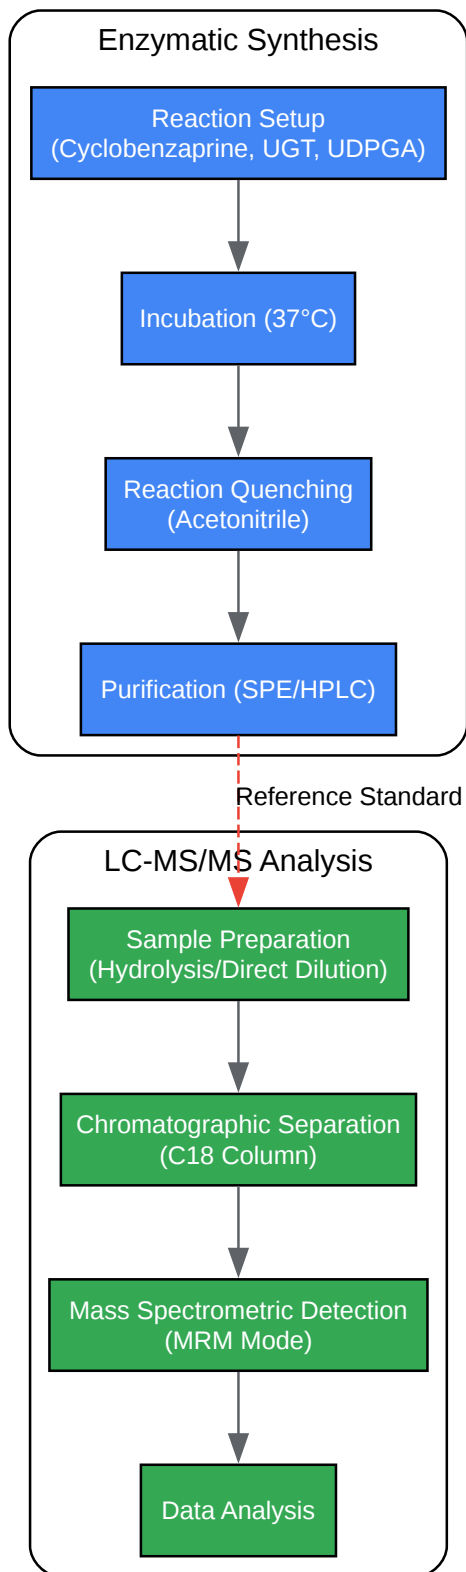 Enzymatic Synthesis
Reaction Setup
(Cyclobenzaprine, UGT, UDPGA)
Incubation (37°C)
Reaction Quenching
(Acetonitrile)
Purification (SPE/HPLC)
Reference Standard
LC-MS/MS Analysis
Sample Preparation
(Hydrolysis/Direct Dilution)
Chromatographic Separation
(C18 Column)
Mass Spectrometric Detection
(MRM Mode)
Data Analysis